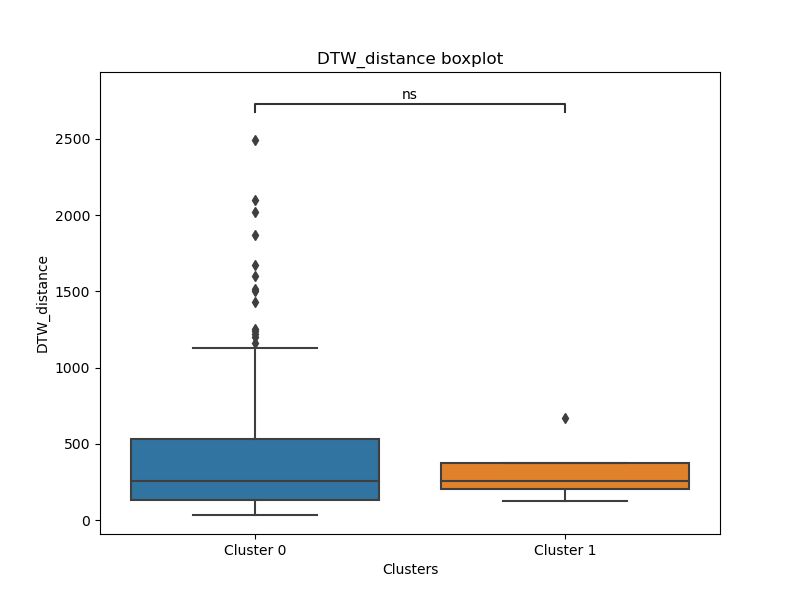 DTW_distance boxplot
ns
2500
2000
1500
1000
500
0
DTW_distance
Cluster 0
Cluster 1
Clusters